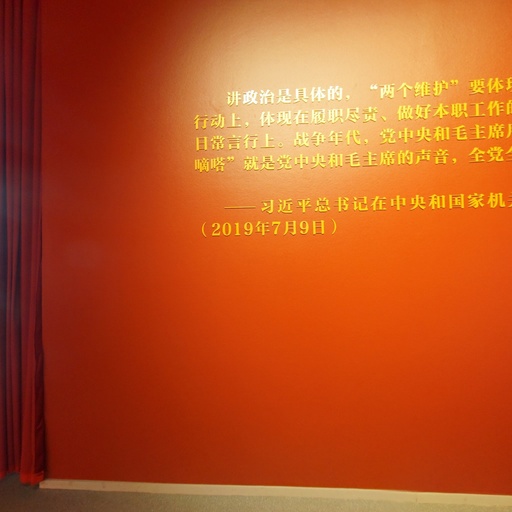 讲政治是具体的，“两个维护”要体
行动上，体现在履职尽责、做好本职工作的
日常言行上。战争年代，党中央和毛主席
嘀嗒”就是党中央和毛主席的声音，全党全
——习近平总书记在中央和国家机
（2019年7月9日）